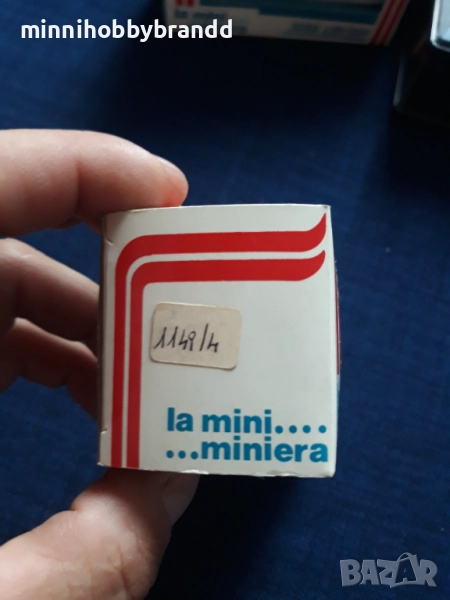 minnihobbybrandd
1149/4
la mini....
...miniera
BAZAR